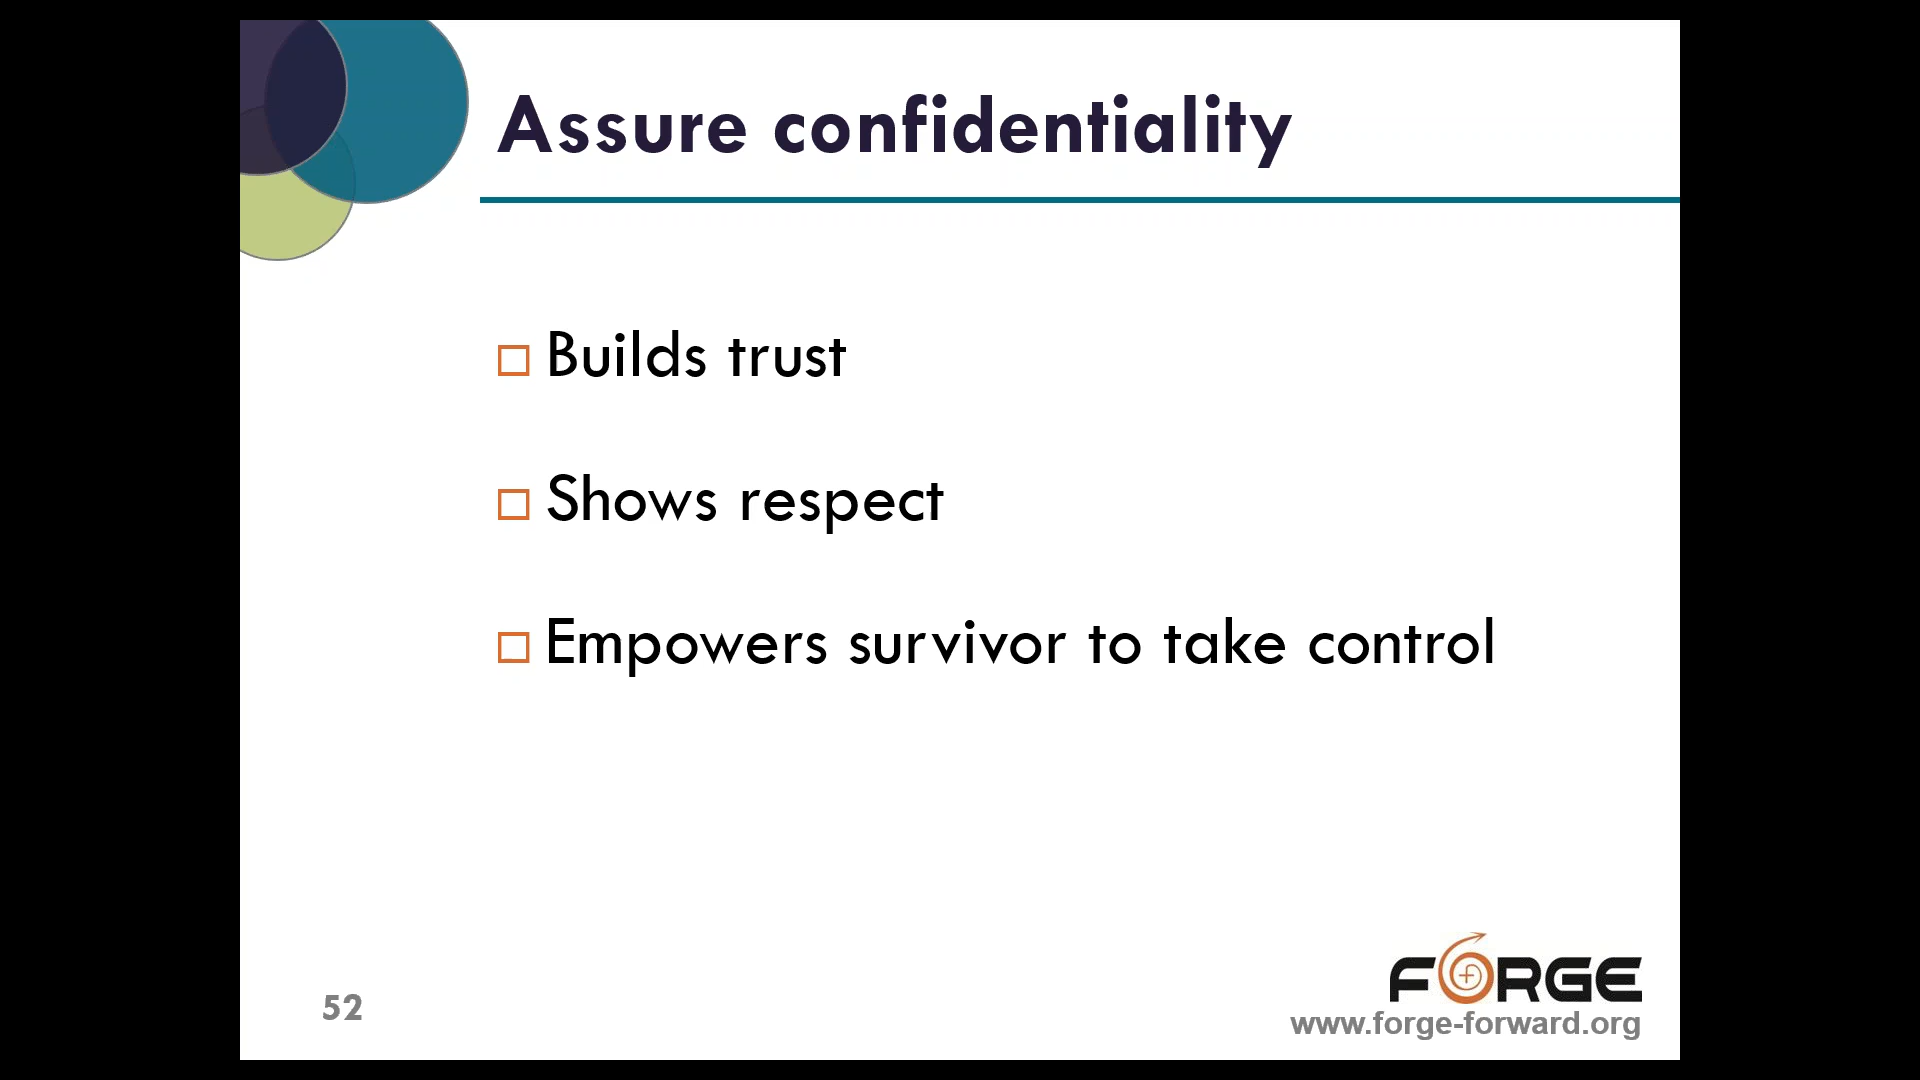 Assure confidentiality
Builds trust
Shows respect
Empowers survivor to take control
52
FORGE
www.forge-forward.org